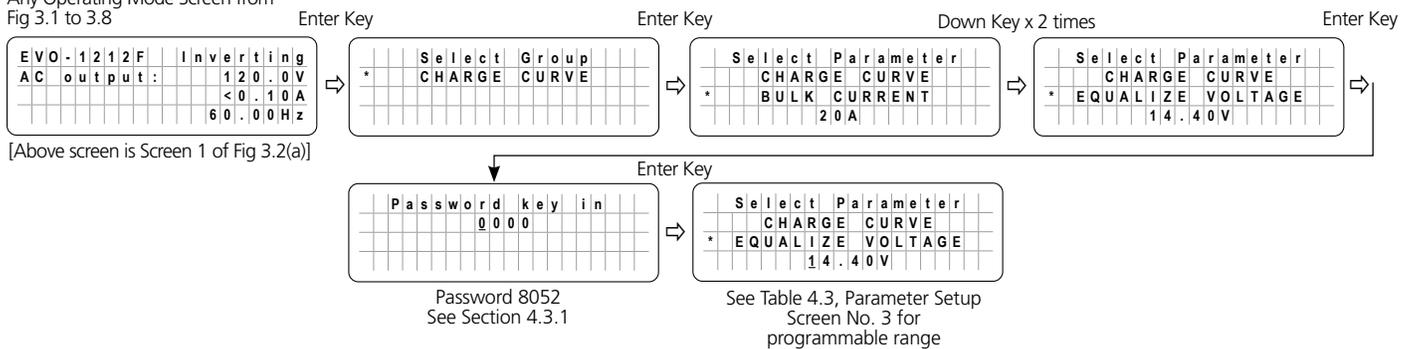 Any Operating Mode Screen from
Fig 3.1 to 3.8
Enter Key
Enter Key
Down Key x 2 times
Enter Key
EVO-1212F Inverting
AC output: 120.0V
<0.10A
60.00Hz
[Above screen is Screen 1 of Fig 3.2(a)]
Select Group
* CHARGE CURVE
Select Parameter
CHARGE CURVE
* BULK CURRENT
20A
Select Parameter
CHARGE CURVE
* EQUALIZE VOLTAGE
14.40V
Enter Key
Password key in
0000
Password 8052
See Section 4.3.1
Select Parameter
CHARGE CURVE
* EQUALIZE VOLTAGE
14.40V
See Table 4.3, Parameter Setup
Screen No. 3 for
programmable range